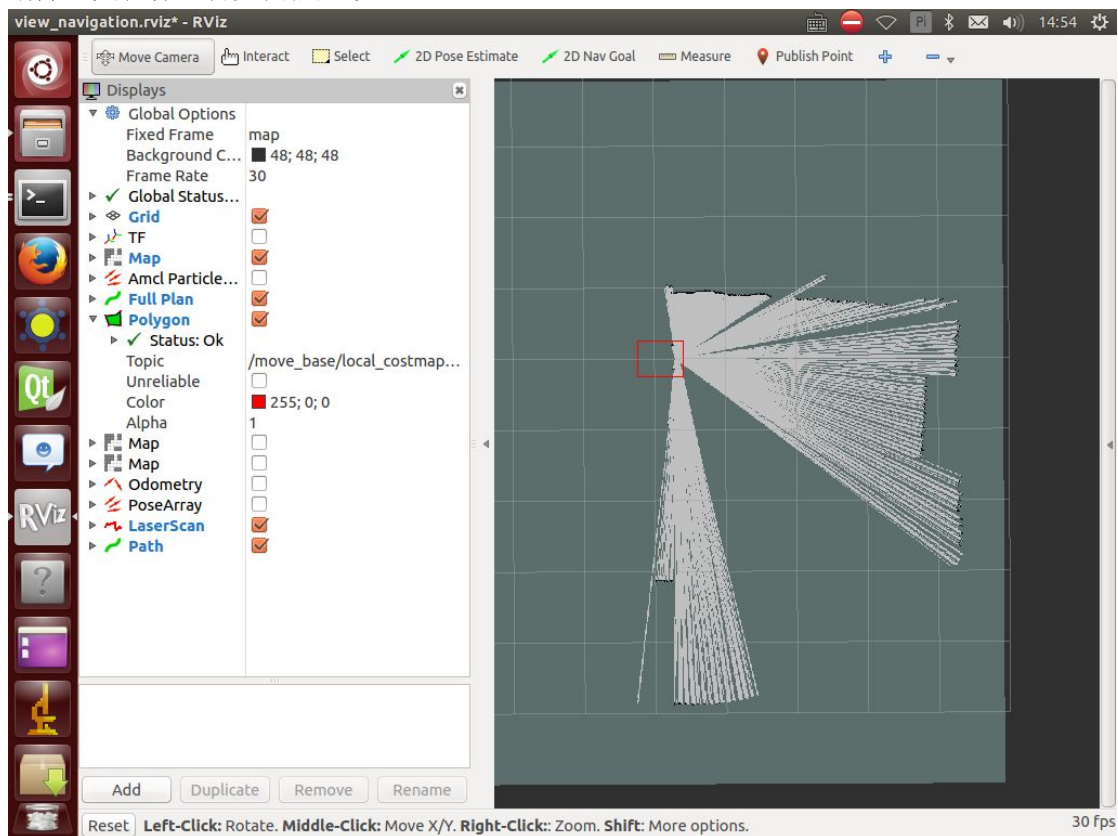 view_navigation.rviz* - RViz
Pi
14:54
Move Camera
Interact
Select
2D Pose Estimate
2D Nav Goal
Measure
Publish Point
Displays
Global Options
Fixed Frame map
Background C... 48; 48; 48
Frame Rate 30
Global Status...
Grid
TF
Map
Amcl Particle...
Full Plan
Polygon
Status: Ok
Topic /move_base/local_costmap...
Unreliable
Color 255; 0; 0
Alpha 1
Map
Map
Odometry
PoseArray
LaserScan
Path
Qt
RViz
?
Add
Duplicate
Remove
Rename
Reset
Left-Click: Rotate. Middle-Click: Move X/Y. Right-Click:: Zoom. Shift: More options.
30 fps